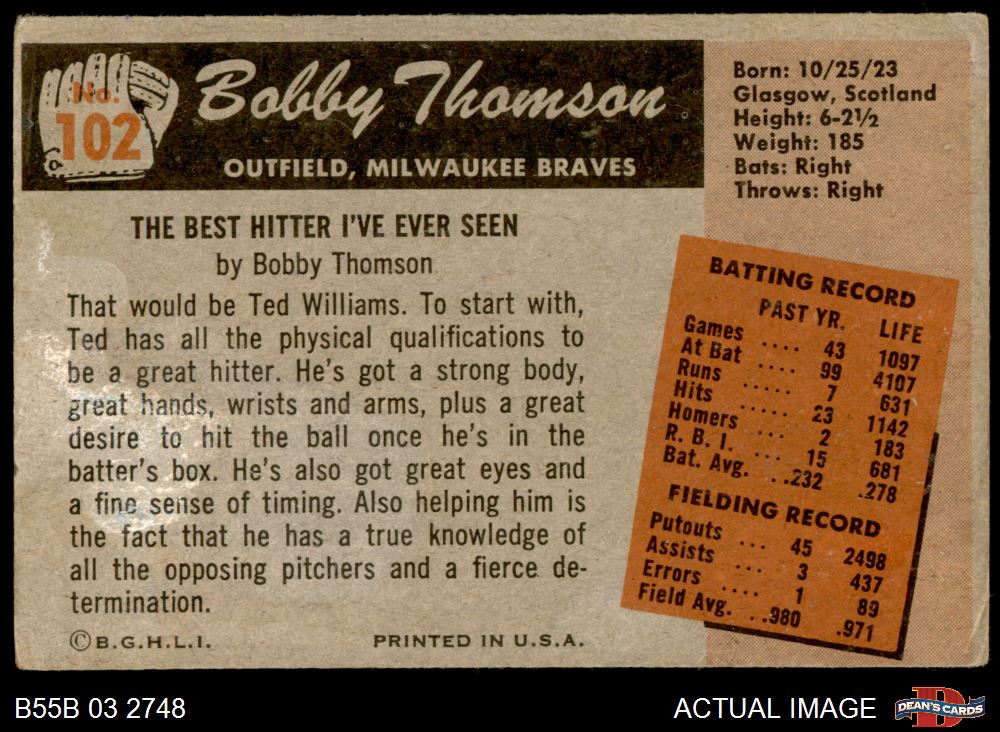 No.
102
Bobby Thomson
OUTFIELD, MILWAUKEE BRAVES
Born: 10/25/23
Glasgow, Scotland
Height: 6-2½
Weight: 185
Bats: Right
Throws: Right
THE BEST HITTER I'VE EVER SEEN
by Bobby Thomson
That would be Ted Williams. To start with,
Ted has all the physical qualifications to
be a great hitter. He's got a strong body,
great hands, wrists and arms, plus a great
desire to hit the ball once he's in the
batter's box. He's also got great eyes and
a fine sense of timing. Also helping him is
the fact that he has a true knowledge of
all the opposing pitchers and a fierce de-
termination.
©B.G.H.L.I. PRINTED IN U.S.A.
BATTING RECORD
PAST YR. LIFE
Games .... 43 1097
At Bat .... 99 4107
Runs ..... 7 631
Hits ..... 23 1142
Homers ... 2 183
R. B. I. ... 15 681
Bat. Avg. ..232 .278
FIELDING RECORD
Putouts ... 45 2498
Assists ... 3 437
Errors .... 1 89
Field Avg. ..980 .971
B55B 03 2748
ACTUAL IMAGE
D
DEAN'S CARDS